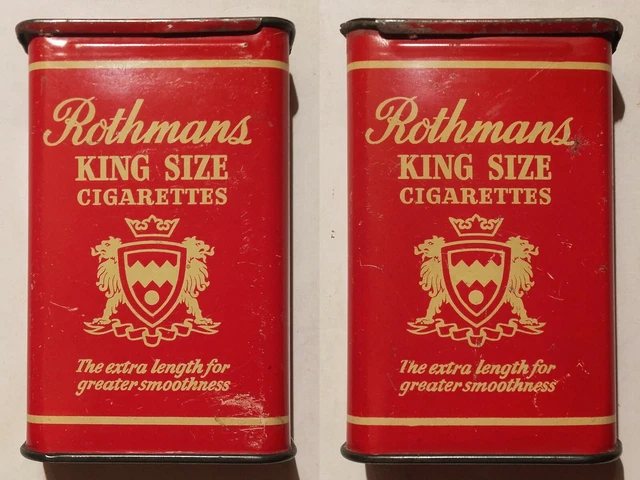 Rothmans
KING SIZE
CIGARETTES
The extra length for
greater smoothness
Rothmans
KING SIZE
CIGARETTES
The extra length for
greater smoothness